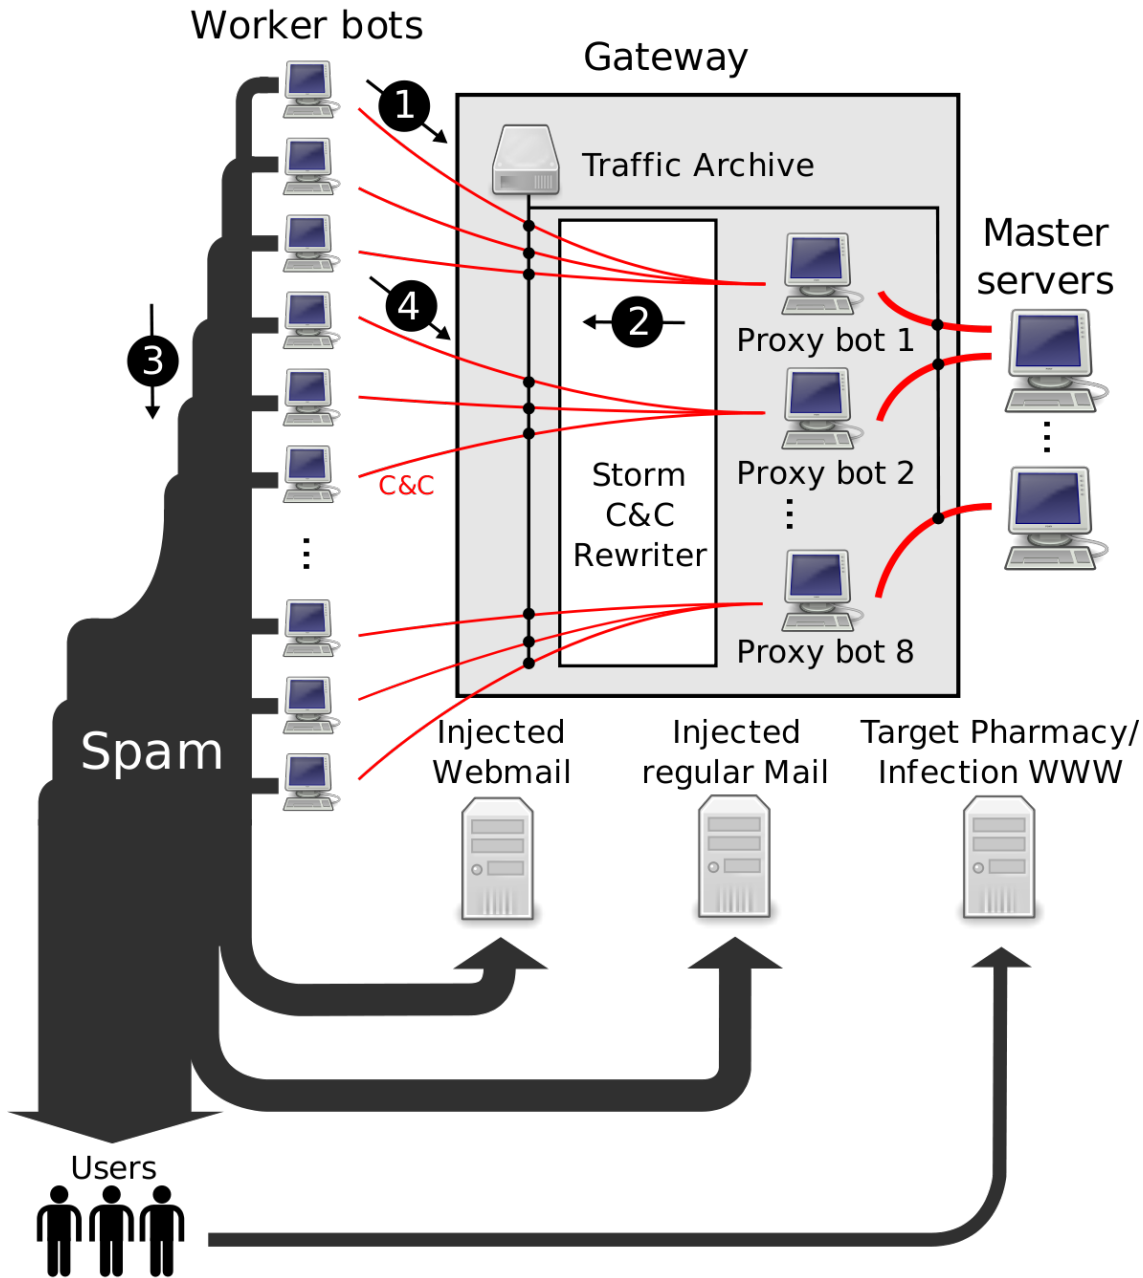 Worker bots
Gateway
1
Traffic Archive
Master
servers
4
2
Proxy bot 1
3
Proxy bot 2
C&C
Storm
C&C
Rewriter
Proxy bot 8
Spam
Injected
Webmail
Injected
regular Mail
Target Pharmacy/
Infection WWW
Users